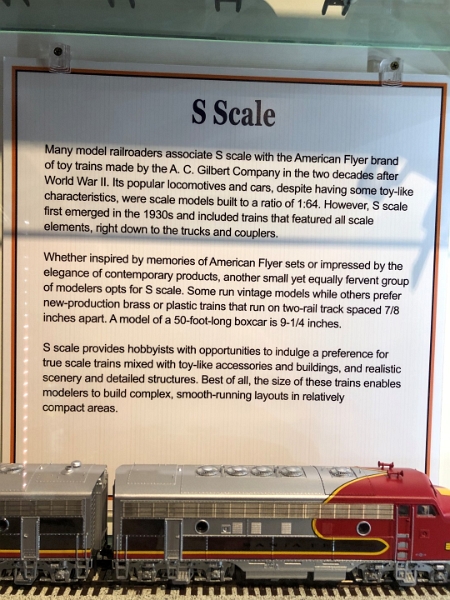 S Scale
Many model railroaders associate S scale with the American Flyer brand
of toy trains made by the A. C. Gilbert Company in the two decades after
World War II. Its popular locomotives and cars, despite having some toy-like
characteristics, were scale models built to a ratio of 1:64. However, S scale
first emerged in the 1930s and included trains that featured all scale
elements, right down to the trucks and couplers.
Whether inspired by memories of American Flyer sets or impressed by the
elegance of contemporary products, another small yet equally fervent group
of modelers opts for S scale. Some run vintage models while others prefer
new-production brass or plastic trains that run on two-rail track spaced 7/8
inches apart. A model of a 50-foot-long boxcar is 9-1/4 inches.
S scale provides hobbyists with opportunities to indulge a preference for
true scale trains mixed with toy-like accessories and buildings, and realistic
scenery and detailed structures. Best of all, the size of these trains enables
modelers to build complex, smooth-running layouts in relatively
compact areas.